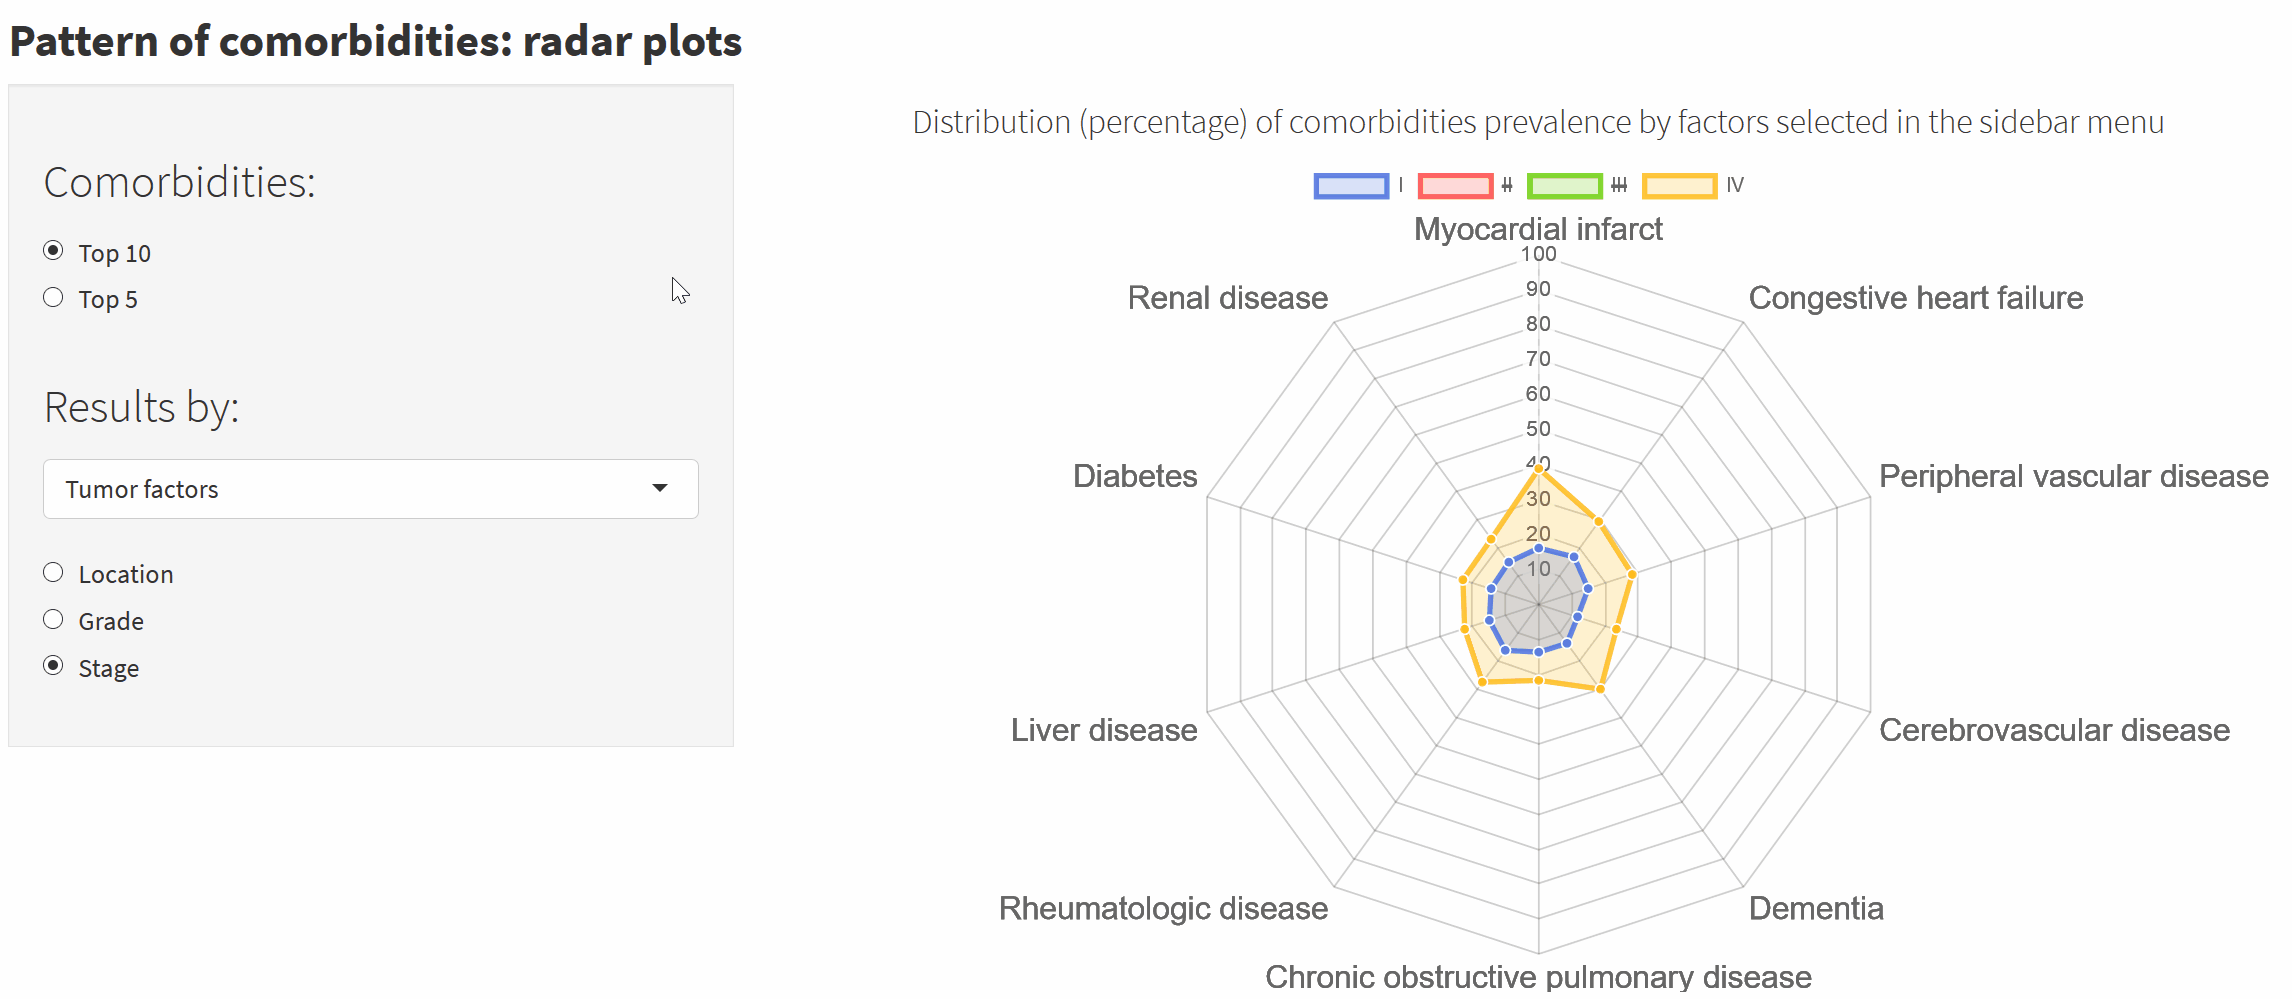 Pattern of comorbidities: radar plots
Comorbidities:
Top 10
Top 5
Results by:
Tumor factors
Location
Grade
Stage
Distribution (percentage) of comorbidities prevalence by factors selected in the sidebar menu
I II III IV
Myocardial infarct
100
Renal disease
90
Congestive heart failure
80
70
60
50
40
Diabetes
Peripheral vascular disease
30
20
10
Liver disease
Cerebrovascular disease
Rheumatologic disease
Dementia
Chronic obstructive pulmonary disease